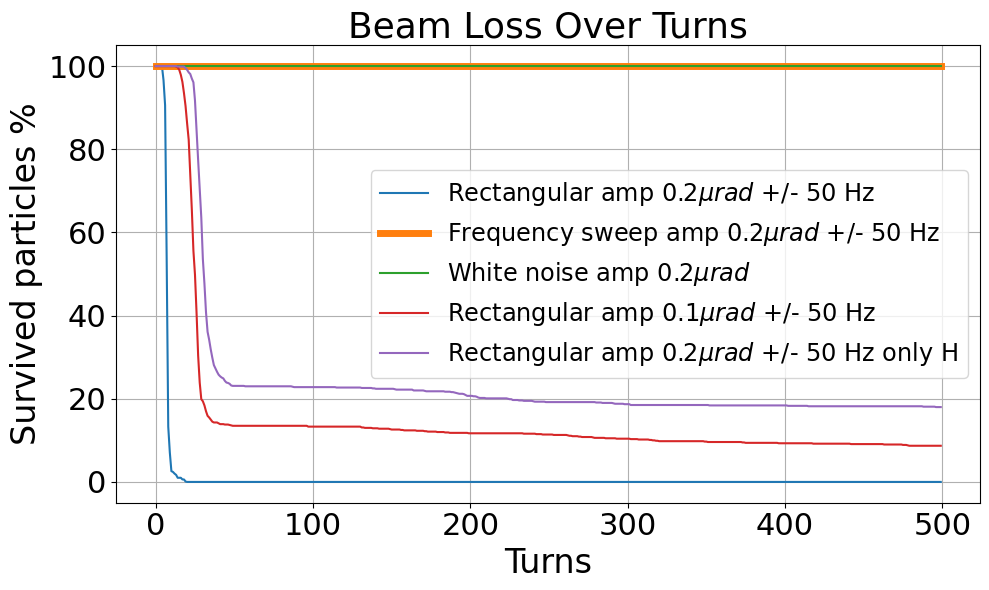 Beam Loss Over Turns
Survived particles %
100
80
60
40
20
0
Rectangular amp 0.2μrad +/- 50 Hz
Frequency sweep amp 0.2μrad +/- 50 Hz
White noise amp 0.2μrad
Rectangular amp 0.1μrad +/- 50 Hz
Rectangular amp 0.2μrad +/- 50 Hz only H
0 100 200 300 400 500
Turns